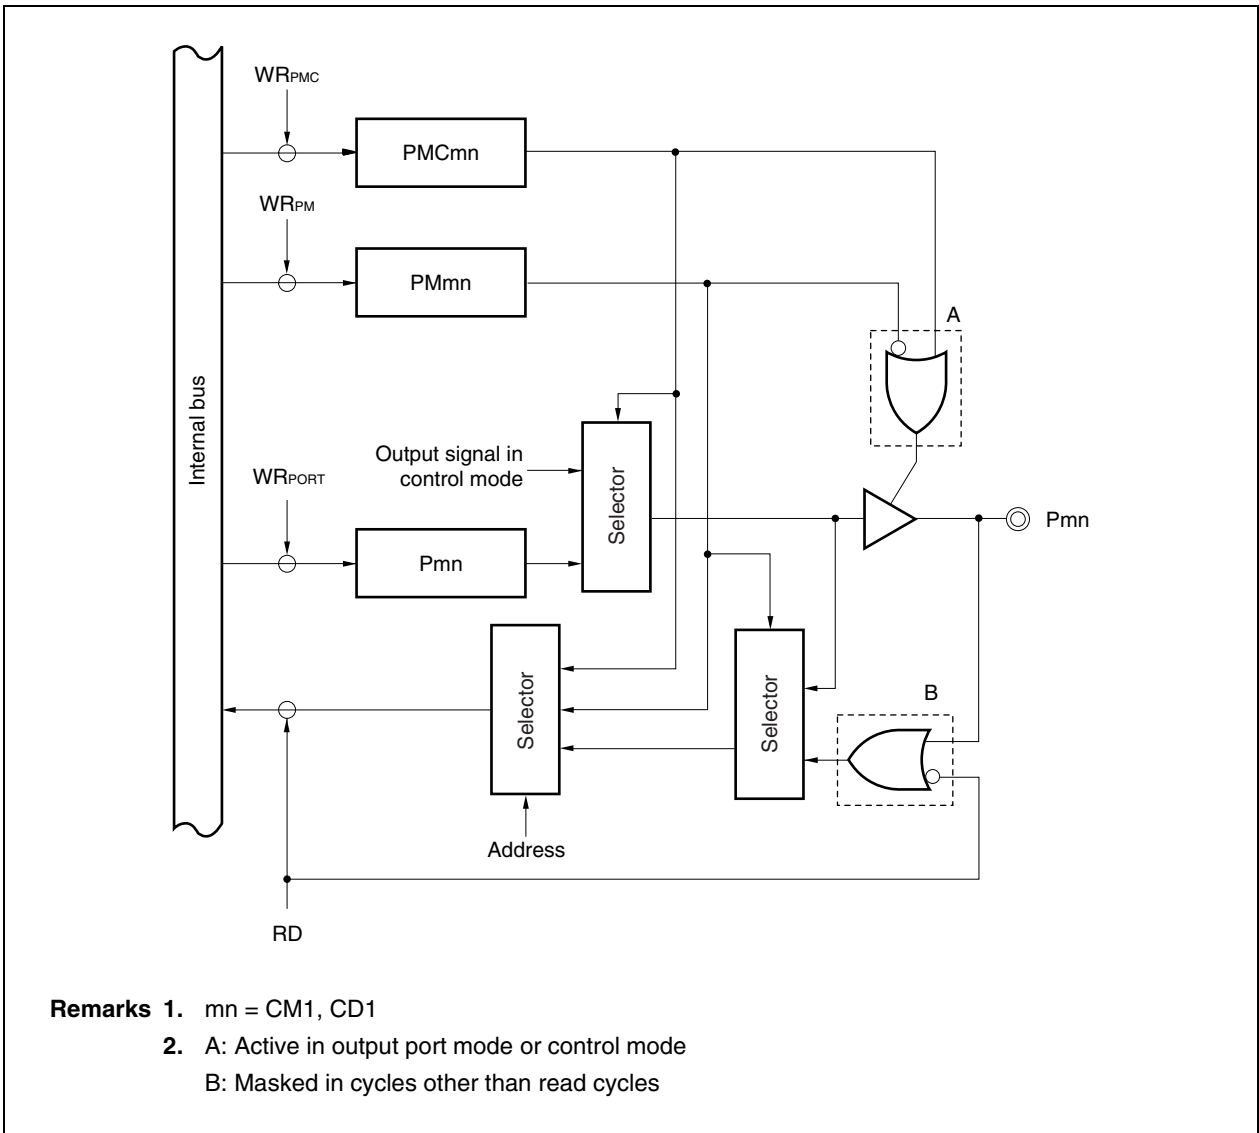 WRPMC
PMCmn
WRPM
PMmn
A
Internal bus
Output signal in
control mode
Selector
WRPORT
Pmn
Pmn
Selector
Selector
B
Address
RD
Remarks 1. mn = CM1, CD1
2. A: Active in output port mode or control mode
B: Masked in cycles other than read cycles